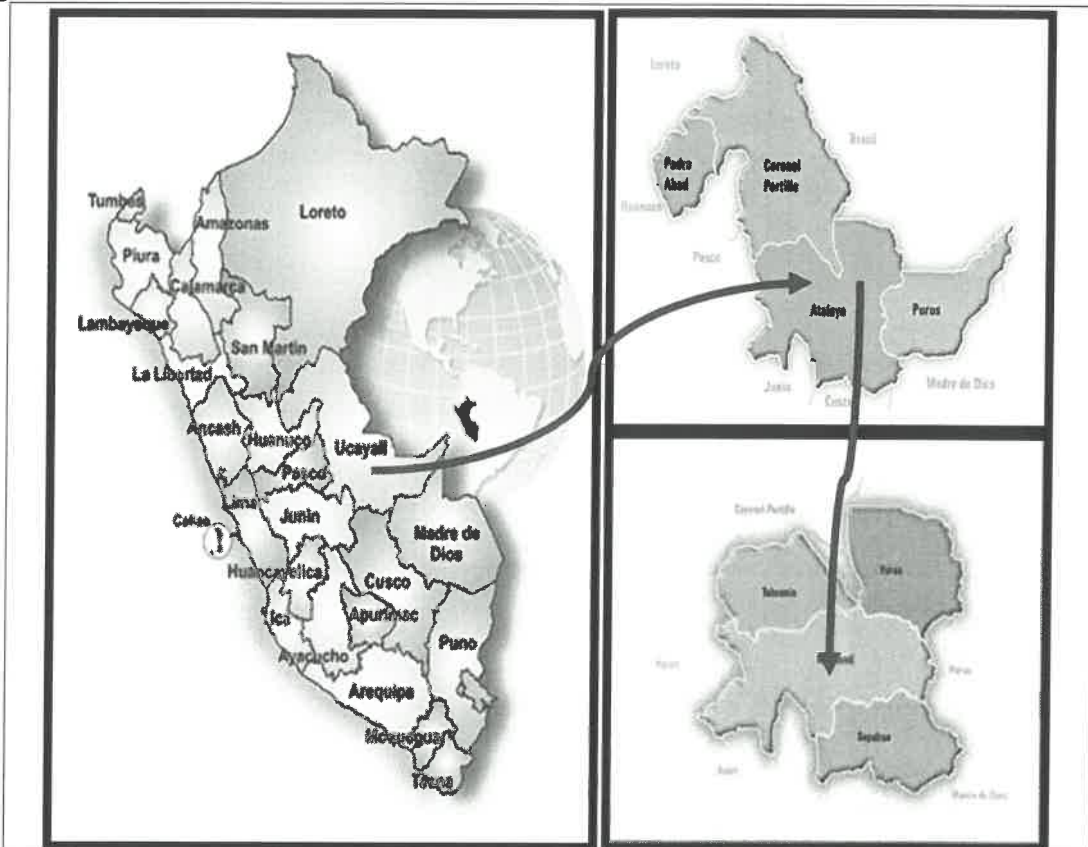 Tumbes
Piura
Amazonas
Loreto
Cajamarca
Lambayeque
San Martin
La Libertad
Ancash
Huanuco
Ucayali
Pasco
Lima
Junin
Callao
Madre de
Dios
Huancavelica
Cusco
Ica
Apurimac
Ayacucho
Puno
Arequipa
Moquegua
Tacna
Loreto
Brasil
Padre
Abad
Coronel
Portillo
Huanuco
Pasco
Atalaya
Purus
Junin
Cusco
Madre de Dios
Coronel Portillo
Yurua
Tahuania
Purus
Sepahua
Madre de Dios